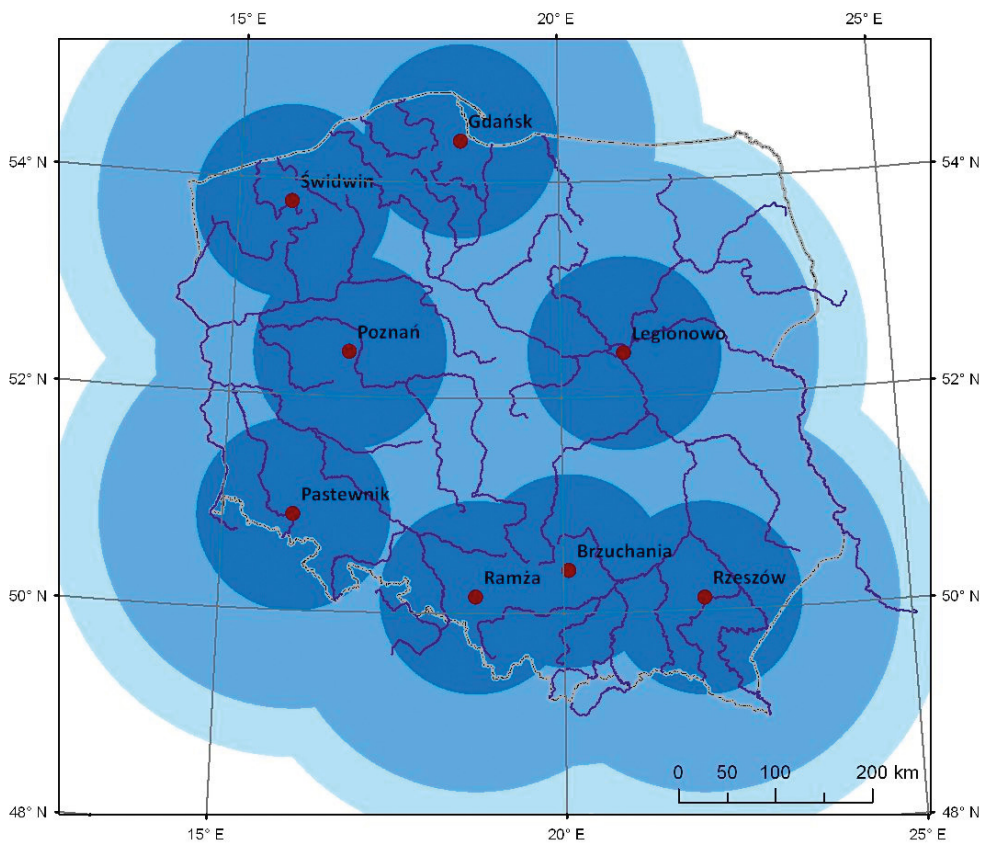 15° E 20° E 25° E
Gdańsk
54° N 54° N
Świdwin
Poznań Legionowo
52° N 52° N
Pastewnik
Brzuchania
Ramża Rzeszów
50° N 50° N
0 50 100 200 km
48° N 48° N
15° E 20° E 25° E